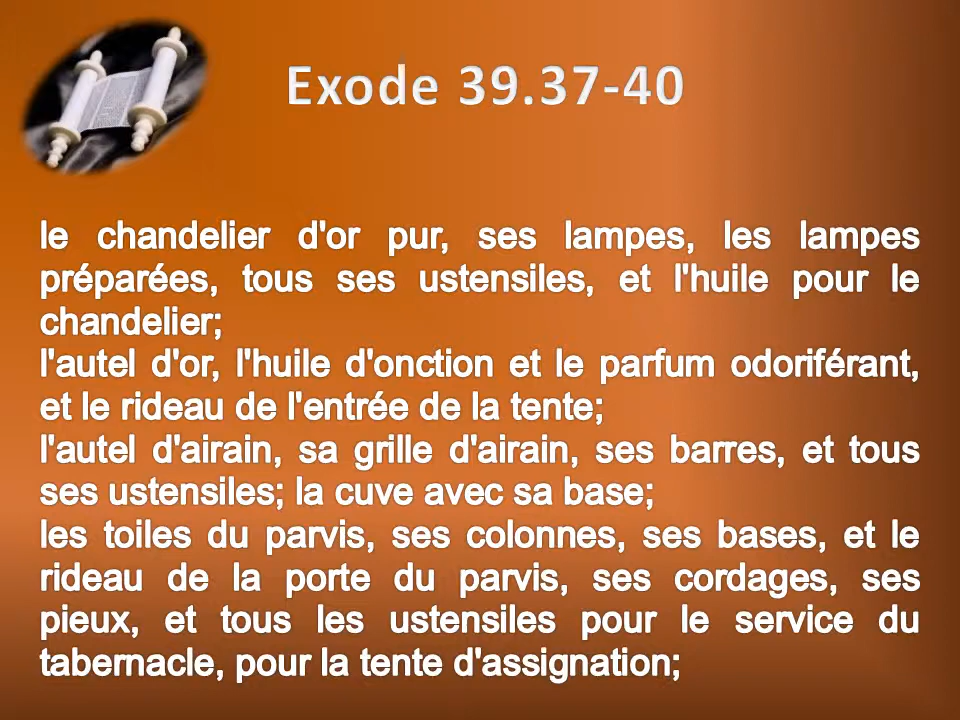 Exode 39.37-40
le chandelier d'or pur, ses lampes, les lampes
préparées, tous ses ustensiles, et l'huile pour le
chandelier;
l'autel d'or, l'huile d'onction et le parfum odoriférant,
et le rideau de l'entrée de la tente;
l'autel d'airain, sa grille d'airain, ses barres, et tous
ses ustensiles; la cuve avec sa base;
les toiles du parvis, ses colonnes, ses bases, et le
rideau de la porte du parvis, ses cordages, ses
pieux, et tous les ustensiles pour le service du
tabernacle, pour la tente d'assignation;